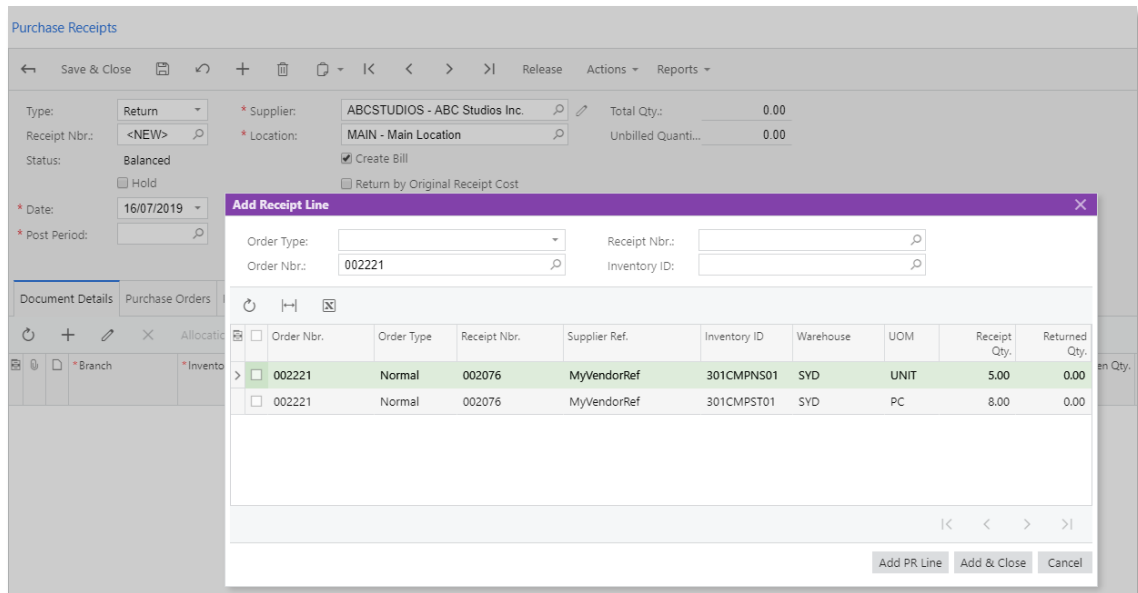 Purchase Receipts
Save & Close Release Actions Reports
Type: Return * Supplier: ABCSTUDIOS - ABC Studios Inc. Total Qty.: 0.00
Receipt Nbr.: <NEW> * Location: MAIN - Main Location Unbilled Quanti... 0.00
Status: Balanced Create Bill
Hold Return by Original Receipt Cost
* Date: 16/07/2019
* Post Period:
Add Receipt Line
Order Type: Receipt Nbr.:
Order Nbr.: 002221 Inventory ID:
Document Details Purchase Orders
Allocatic
* Branch * Invento
en Qty.
Order Nbr. Order Type Receipt Nbr. Supplier Ref. Inventory ID Warehouse UOM Receipt Qty. Returned Qty.
002221 Normal 002076 MyVendorRef 301CMPNS01 SYD UNIT 5.00 0.00
002221 Normal 002076 MyVendorRef 301CMPST01 SYD PC 8.00 0.00
Add PR Line Add & Close Cancel